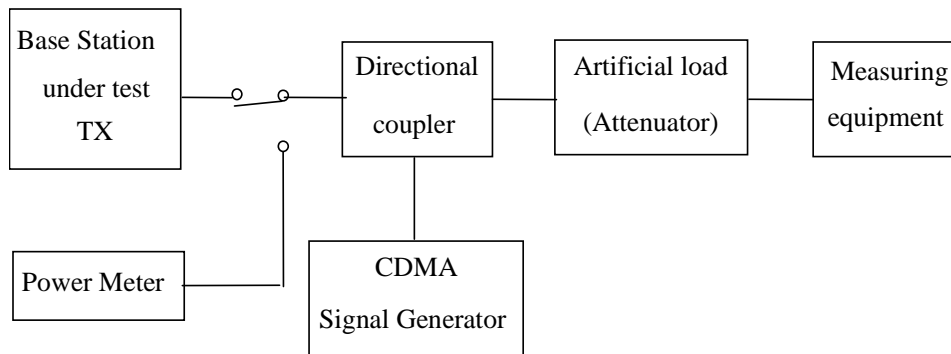 Base Station
under test
TX
Directional
coupler
Artificial load
(Attenuator)
Measuring
equipment
Power Meter
CDMA
Signal Generator